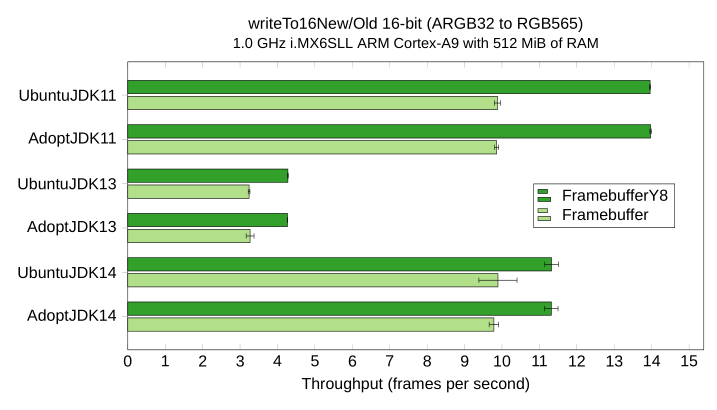 writeTo16New/Old 16-bit (ARGB32 to RGB565)
1.0 GHz i.MX6SLL ARM Cortex-A9 with 512 MiB of RAM
UbuntuJDK11
AdoptJDK11
UbuntuJDK13
AdoptJDK13
UbuntuJDK14
AdoptJDK14
FramebufferY8
Framebuffer
0 1 2 3 4 5 6 7 8 9 10 11 12 13 14 15
Throughput (frames per second)